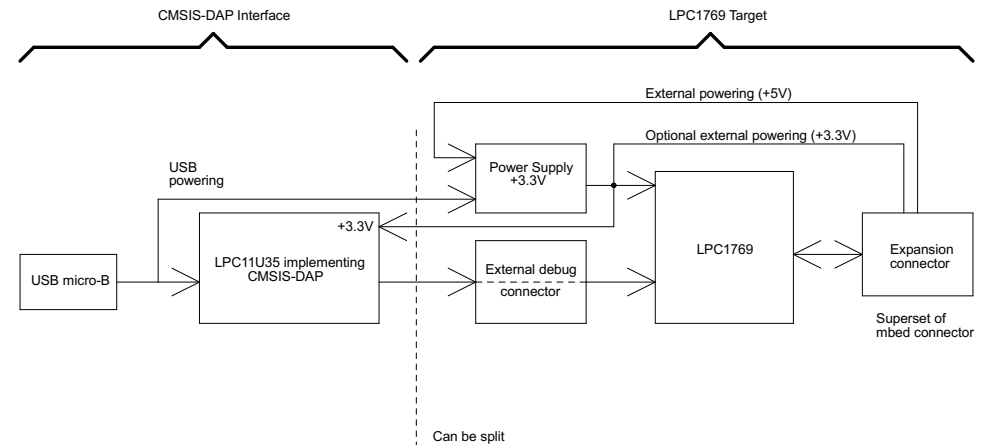 CMSIS-DAP Interface
LPC1769 Target
External powering (+5V)
Optional external powering (+3.3V)
USB
powering
Power Supply
+3.3V
+3.3V
USB micro-B
LPC11U35 implementing
CMSIS-DAP
External debug
connector
LPC1769
Expansion
connector
Superset of
mbed connector
Can be split